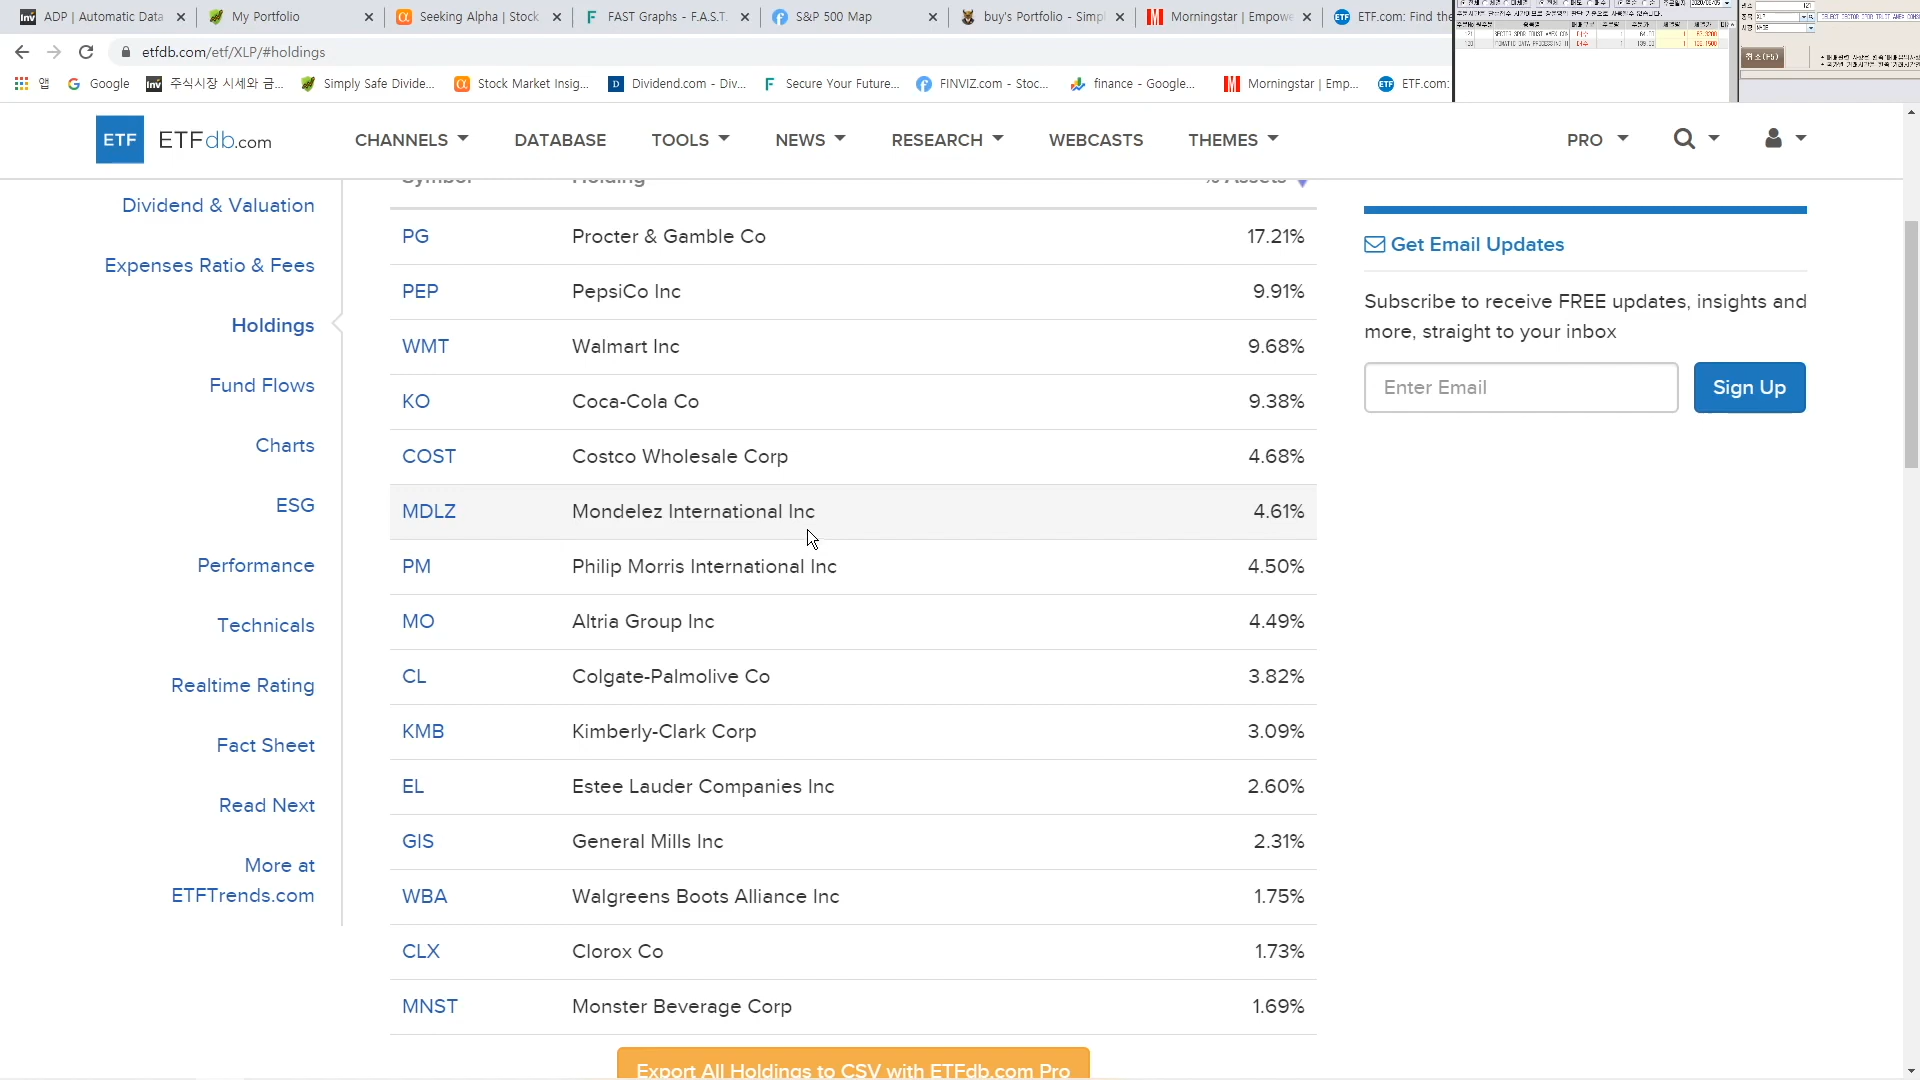 ADP | Automatic Data
My Portfolio
Seeking Alpha | Stock
FAST Graphs - F.A.S.T.
S&P 500 Map
buy's Portfolio - Simpl
Morningstar | Empowe
ETF.com: Find the
etfdb.com/etf/XLP/#holdings
앱
Google
주식시장 시세와 금...
Simply Safe Divide...
Stock Market Insig...
Dividend.com - Div...
Secure Your Future...
FINVIZ.com - Stoc...
finance - Google...
Morningstar | Emp...
ETF.com:
취소(F5)
ETF ETFdb.com
CHANNELS
DATABASE
TOOLS
NEWS
RESEARCH
WEBCASTS
THEMES
PRO
Dividend & Valuation
Expenses Ratio & Fees
Holdings
Fund Flows
Charts
ESG
Performance
Technicals
Realtime Rating
Fact Sheet
Read Next
More at
ETFTrends.com
Symbol Holding % Assets
PG Procter & Gamble Co 17.21%
PEP PepsiCo Inc 9.91%
WMT Walmart Inc 9.68%
KO Coca-Cola Co 9.38%
COST Costco Wholesale Corp 4.68%
MDLZ Mondelez International Inc 4.61%
PM Philip Morris International Inc 4.50%
MO Altria Group Inc 4.49%
CL Colgate-Palmolive Co 3.82%
KMB Kimberly-Clark Corp 3.09%
EL Estee Lauder Companies Inc 2.60%
GIS General Mills Inc 2.31%
WBA Walgreens Boots Alliance Inc 1.75%
CLX Clorox Co 1.73%
MNST Monster Beverage Corp 1.69%
Export All Holdings to CSV with ETFdb.com Pro
Get Email Updates
Subscribe to receive FREE updates, insights and
more, straight to your inbox
Enter Email
Sign Up